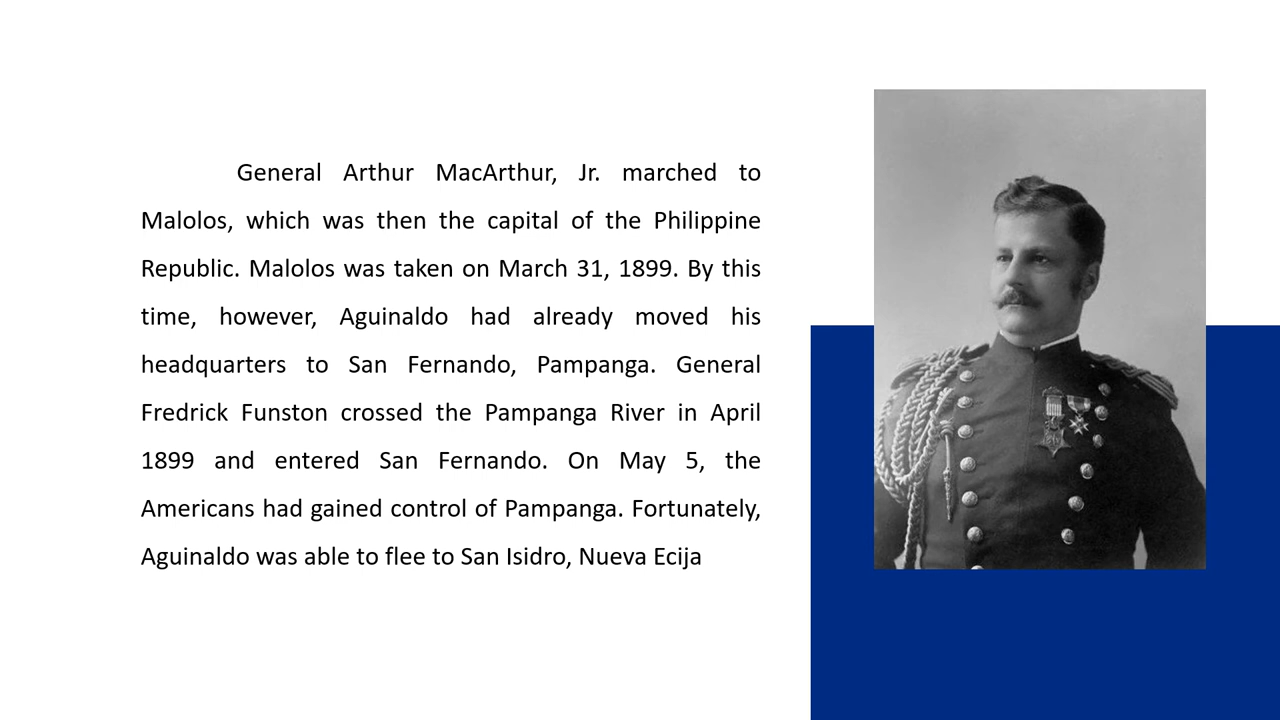 General Arthur MacArthur, Jr. marched to
Malolos, which was then the capital of the Philippine
Republic. Malolos was taken on March 31, 1899. By this
time, however, Aguinaldo had already moved his
headquarters to San Fernando, Pampanga. General
Fredrick Funston crossed the Pampanga River in April
1899 and entered San Fernando. On May 5, the
Americans had gained control of Pampanga. Fortunately,
Aguinaldo was able to flee to San Isidro, Nueva Ecija